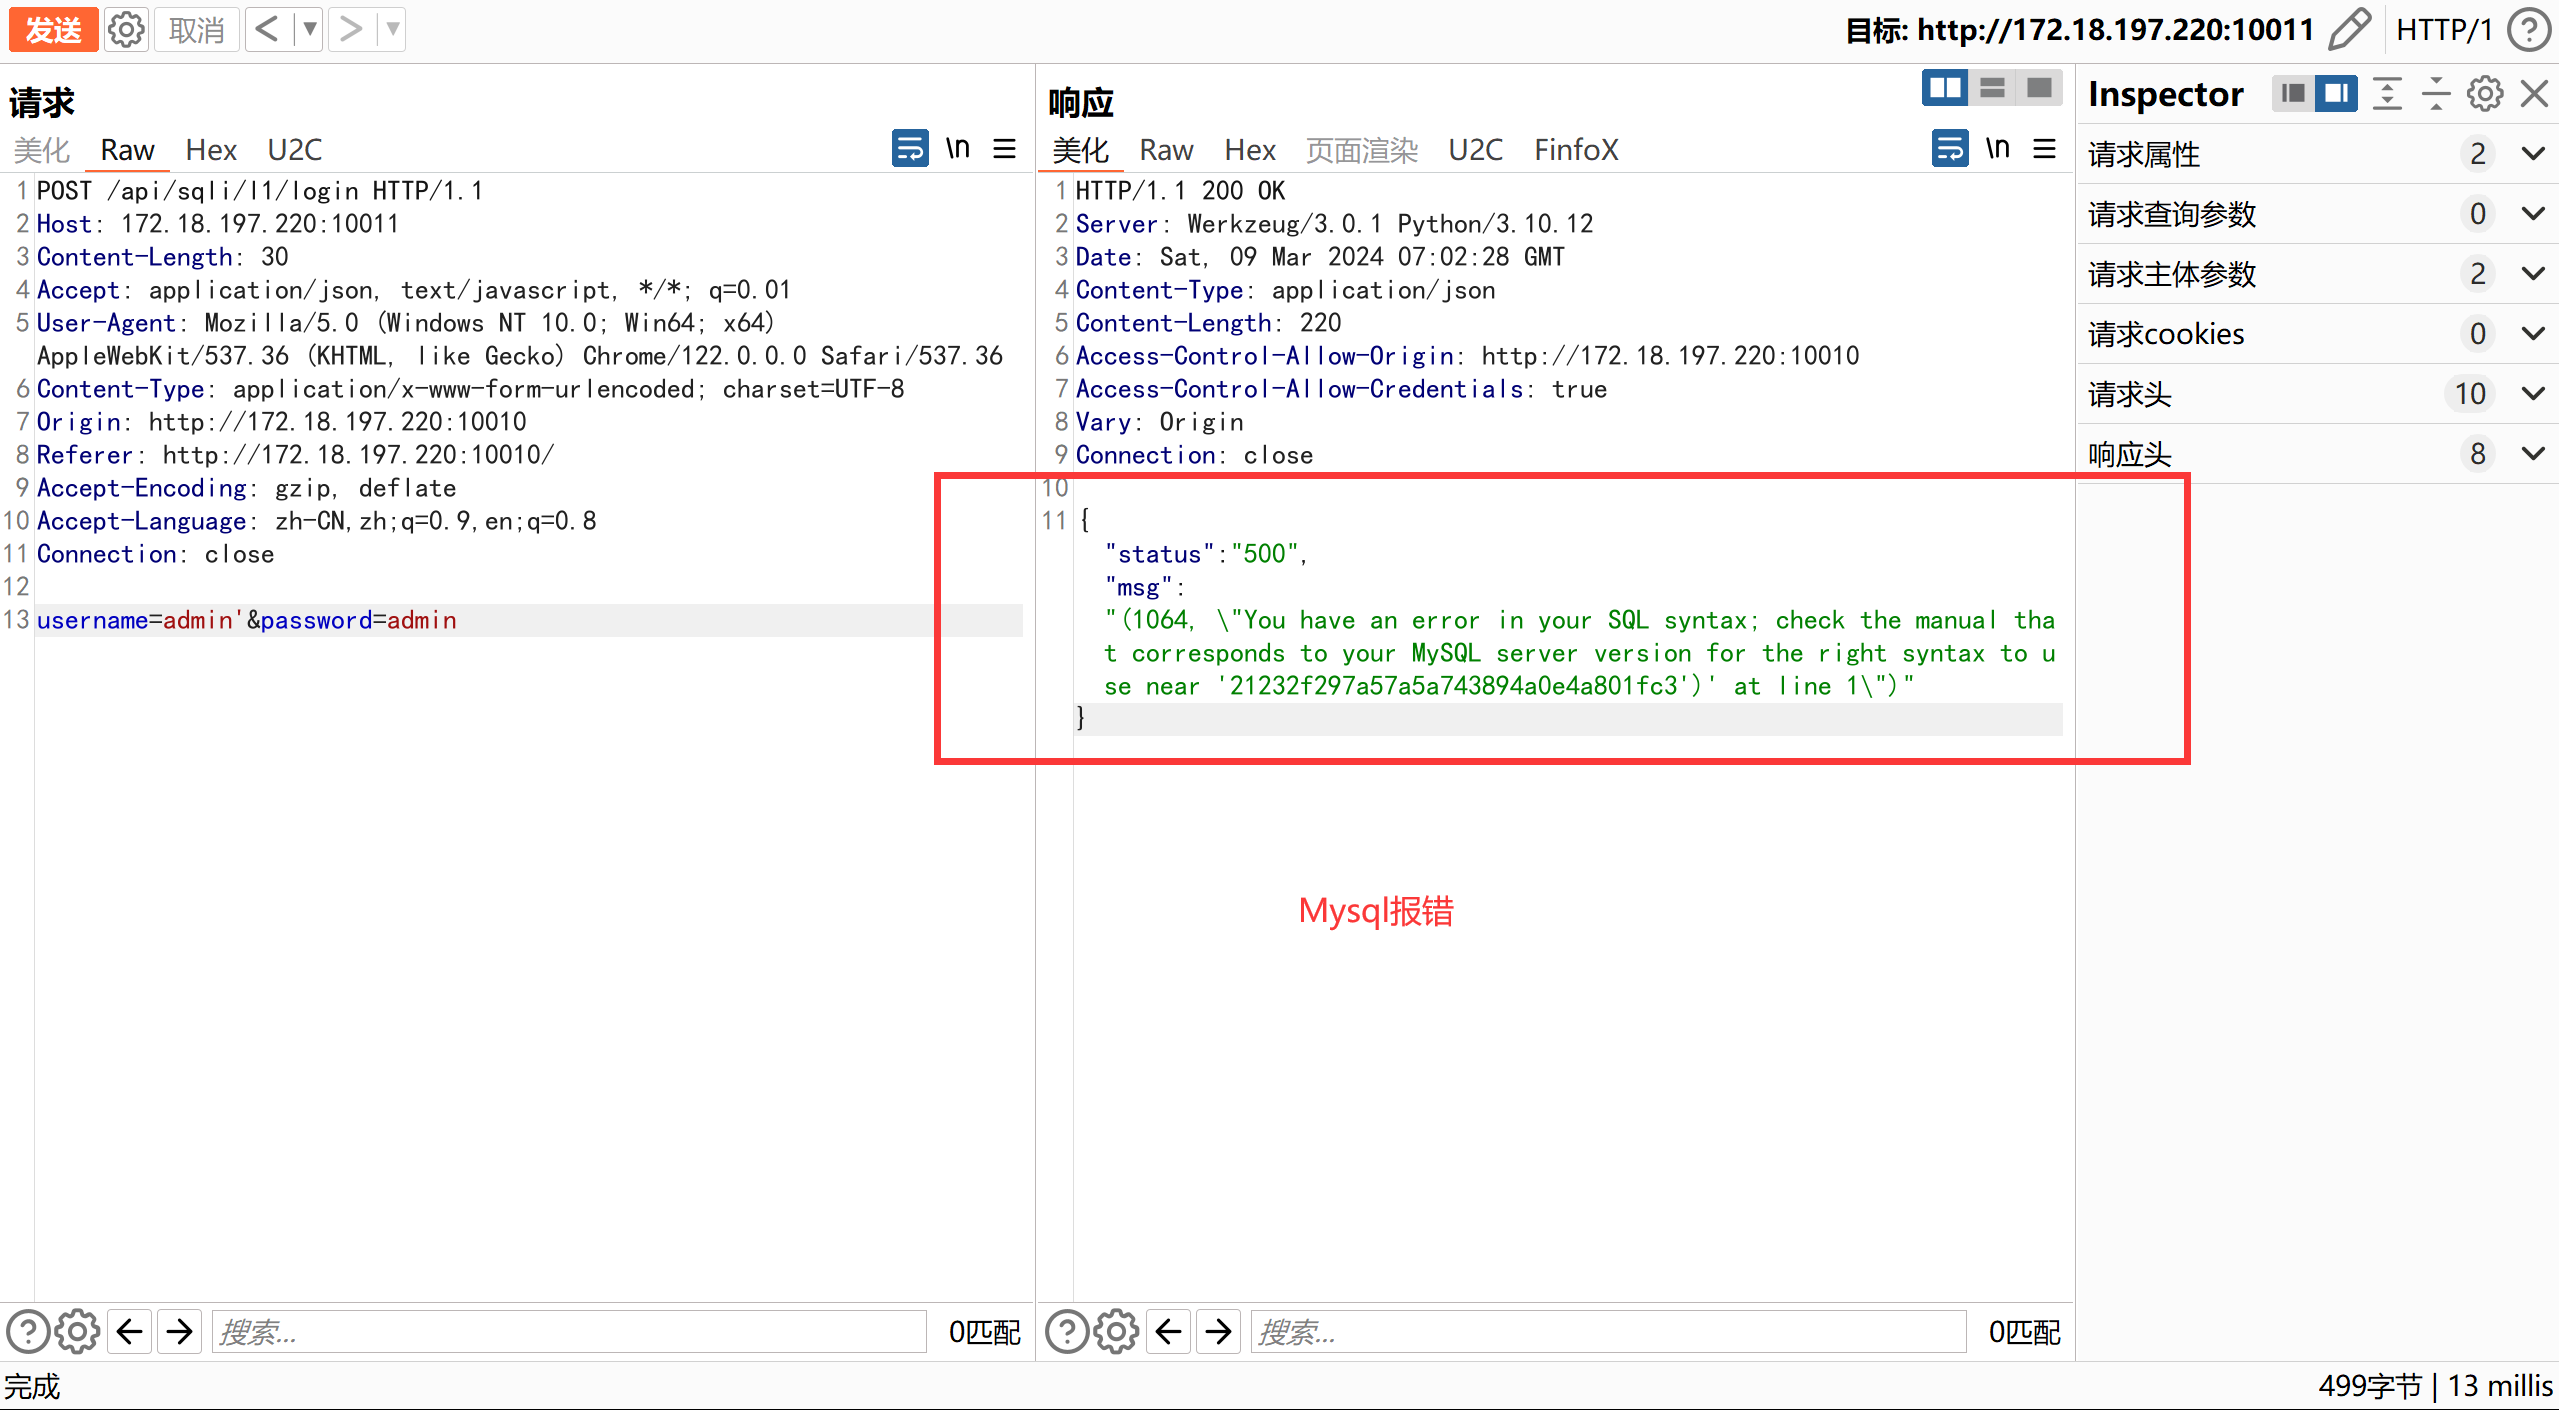 发送 取消 < ▼ > ▼ 目标: http://172.18.197.220:10011 HTTP/1 ?
请求
美化 Raw Hex U2C \n
1 POST /api/sqli/l1/login HTTP/1.1
2 Host: 172.18.197.220:10011
3 Content-Length: 30
4 Accept: application/json, text/javascript, */*; q=0.01
5 User-Agent: Mozilla/5.0 (Windows NT 10.0; Win64; x64)
AppleWebKit/537.36 (KHTML, like Gecko) Chrome/122.0.0.0 Safari/537.36
6 Content-Type: application/x-www-form-urlencoded; charset=UTF-8
7 Origin: http://172.18.197.220:10010
8 Referer: http://172.18.197.220:10010/
9 Accept-Encoding: gzip, deflate
10 Accept-Language: zh-CN,zh;q=0.9,en;q=0.8
11 Connection: close
12
13 username=admin'&password=admin
搜索... 0匹配
响应
美化 Raw Hex 页面渲染 U2C FinfoX \n
1 HTTP/1.1 200 OK
2 Server: Werkzeug/3.0.1 Python/3.10.12
3 Date: Sat, 09 Mar 2024 07:02:28 GMT
4 Content-Type: application/json
5 Content-Length: 220
6 Access-Control-Allow-Origin: http://172.18.197.220:10010
7 Access-Control-Allow-Credentials: true
8 Vary: Origin
9 Connection: close
10
11 {
"status":"500",
"msg":
"(1064, \"You have an error in your SQL syntax; check the manual tha
t corresponds to your MySQL server version for the right syntax to u
se near '21232f297a57a5a743894a0e4a801fc3')' at line 1\")"
}
Mysql报错
搜索... 0匹配
Inspector
请求属性 2
请求查询参数 0
请求主体参数 2
请求cookies 0
请求头 10
响应头 8
完成 499字节 | 13 millis